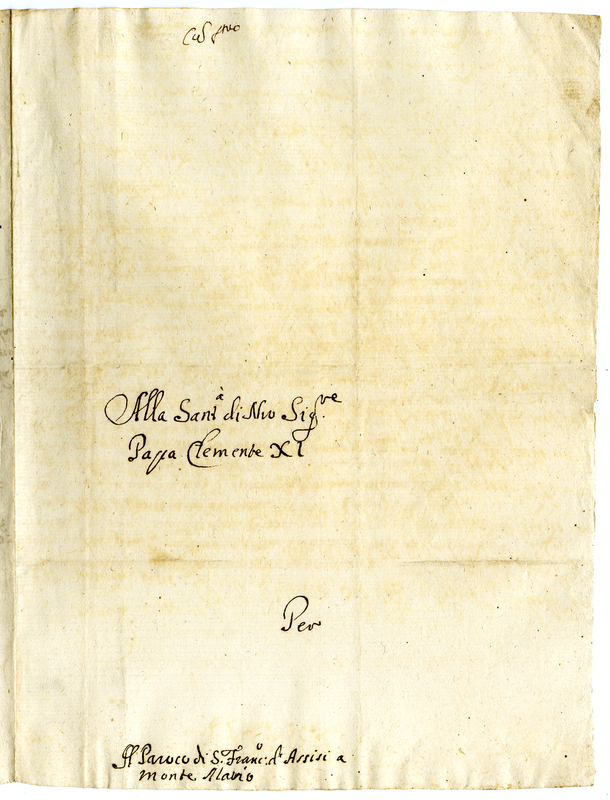 Alla Santà di Nro Sigre
Papa Clemente XI
Per
Il Paroco di S. Franco d'Assisi a
Monte Mario